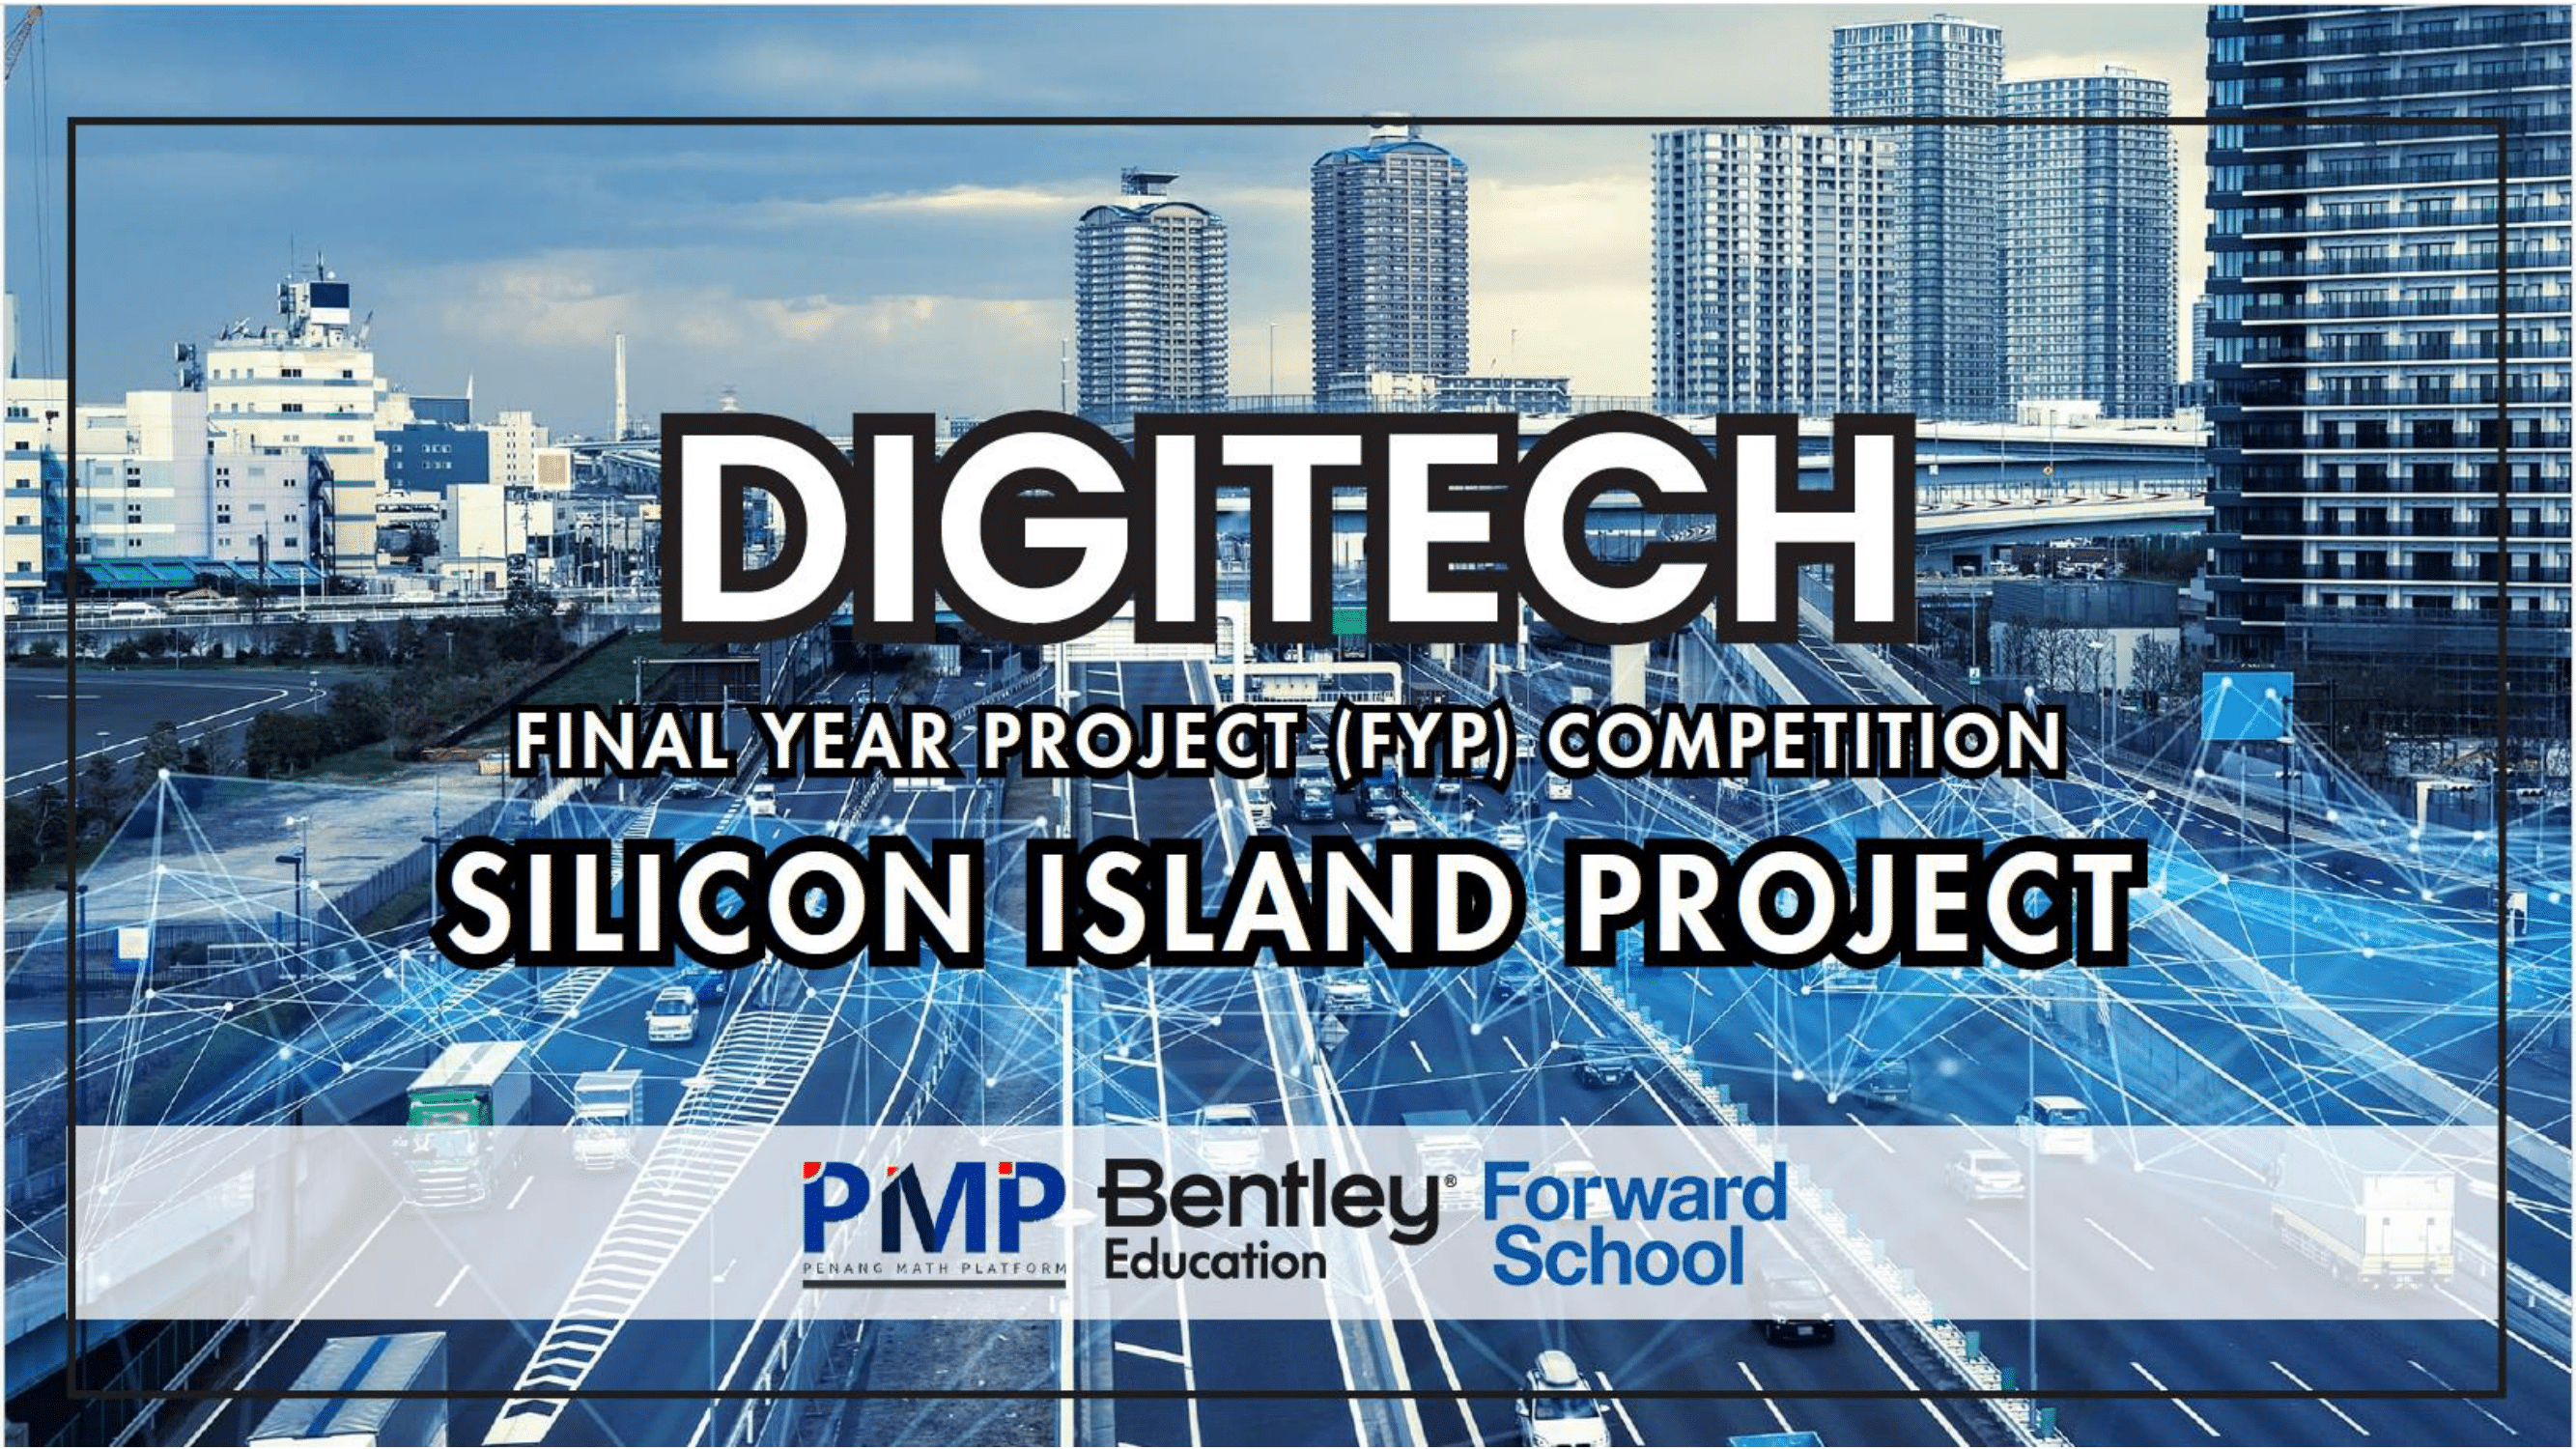 DIGITECH
FINAL YEAR PROJECT (FYP) COMPETITION
SILICON ISLAND PROJECT
PMP
PENANG MATH PLATFORM
Bentley®
Education
Forward
School